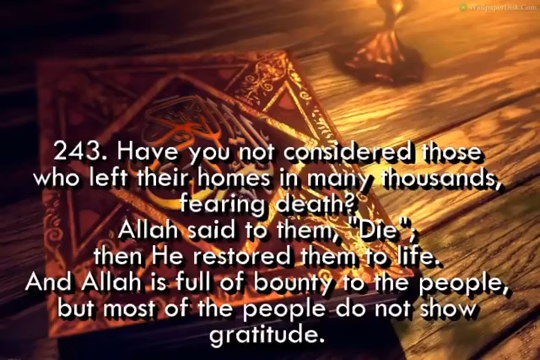 WallpaperDisk.Com
243. Have you not considered those
who left their homes in many thousands,
fearing death?
Allah said to them, "Die";
then He restored them to life.
And Allah is full of bounty to the people,
but most of the people do not show
gratitude.